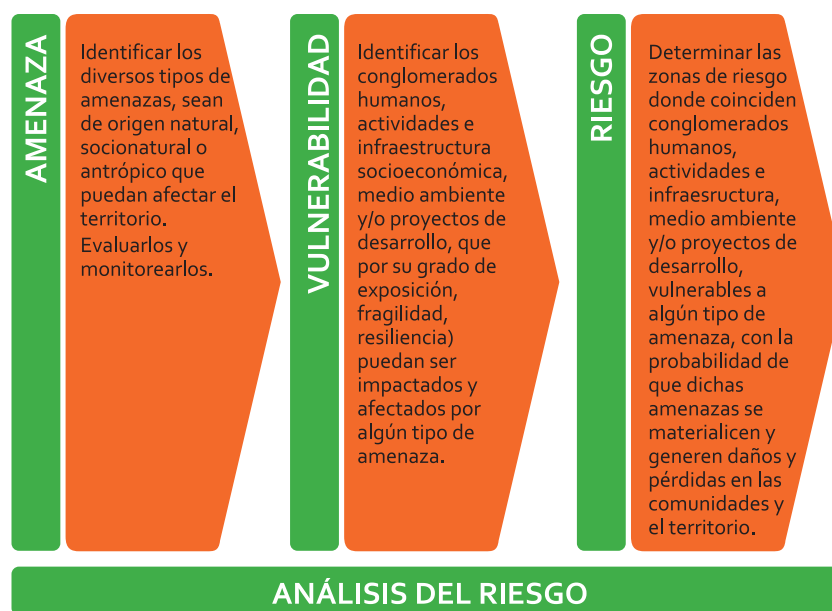 AMENAZA
Identificar los
diversos tipos de
amenazas, sean
de origen natural,
socionatural o
antrópico que
puedan afectar el
territorio.
Evaluarlos y
monitorearlos.
VULNERABILIDAD
Identificar los
conglomerados
humanos,
actividades e
infraestructura
socioeconómica,
medio ambiente
y/o proyectos de
desarrollo, que
por su grado de
exposición,
fragilidad,
resiliencia)
puedan ser
impactados y
afectados por
algún tipo de
amenaza.
RIESGO
Determinar las
zonas de riesgo
donde coinciden
conglomerados
humanos,
actividades e
infraesructura,
medio ambiente
y/o proyectos de
desarrollo,
vulnerables a
algún tipo de
amenaza, con la
probabilidad de
que dichas
amenazas se
materialicen y
generen daños y
pérdidas en las
comunidades y
el territorio.
ANÁLISIS DEL RIESGO